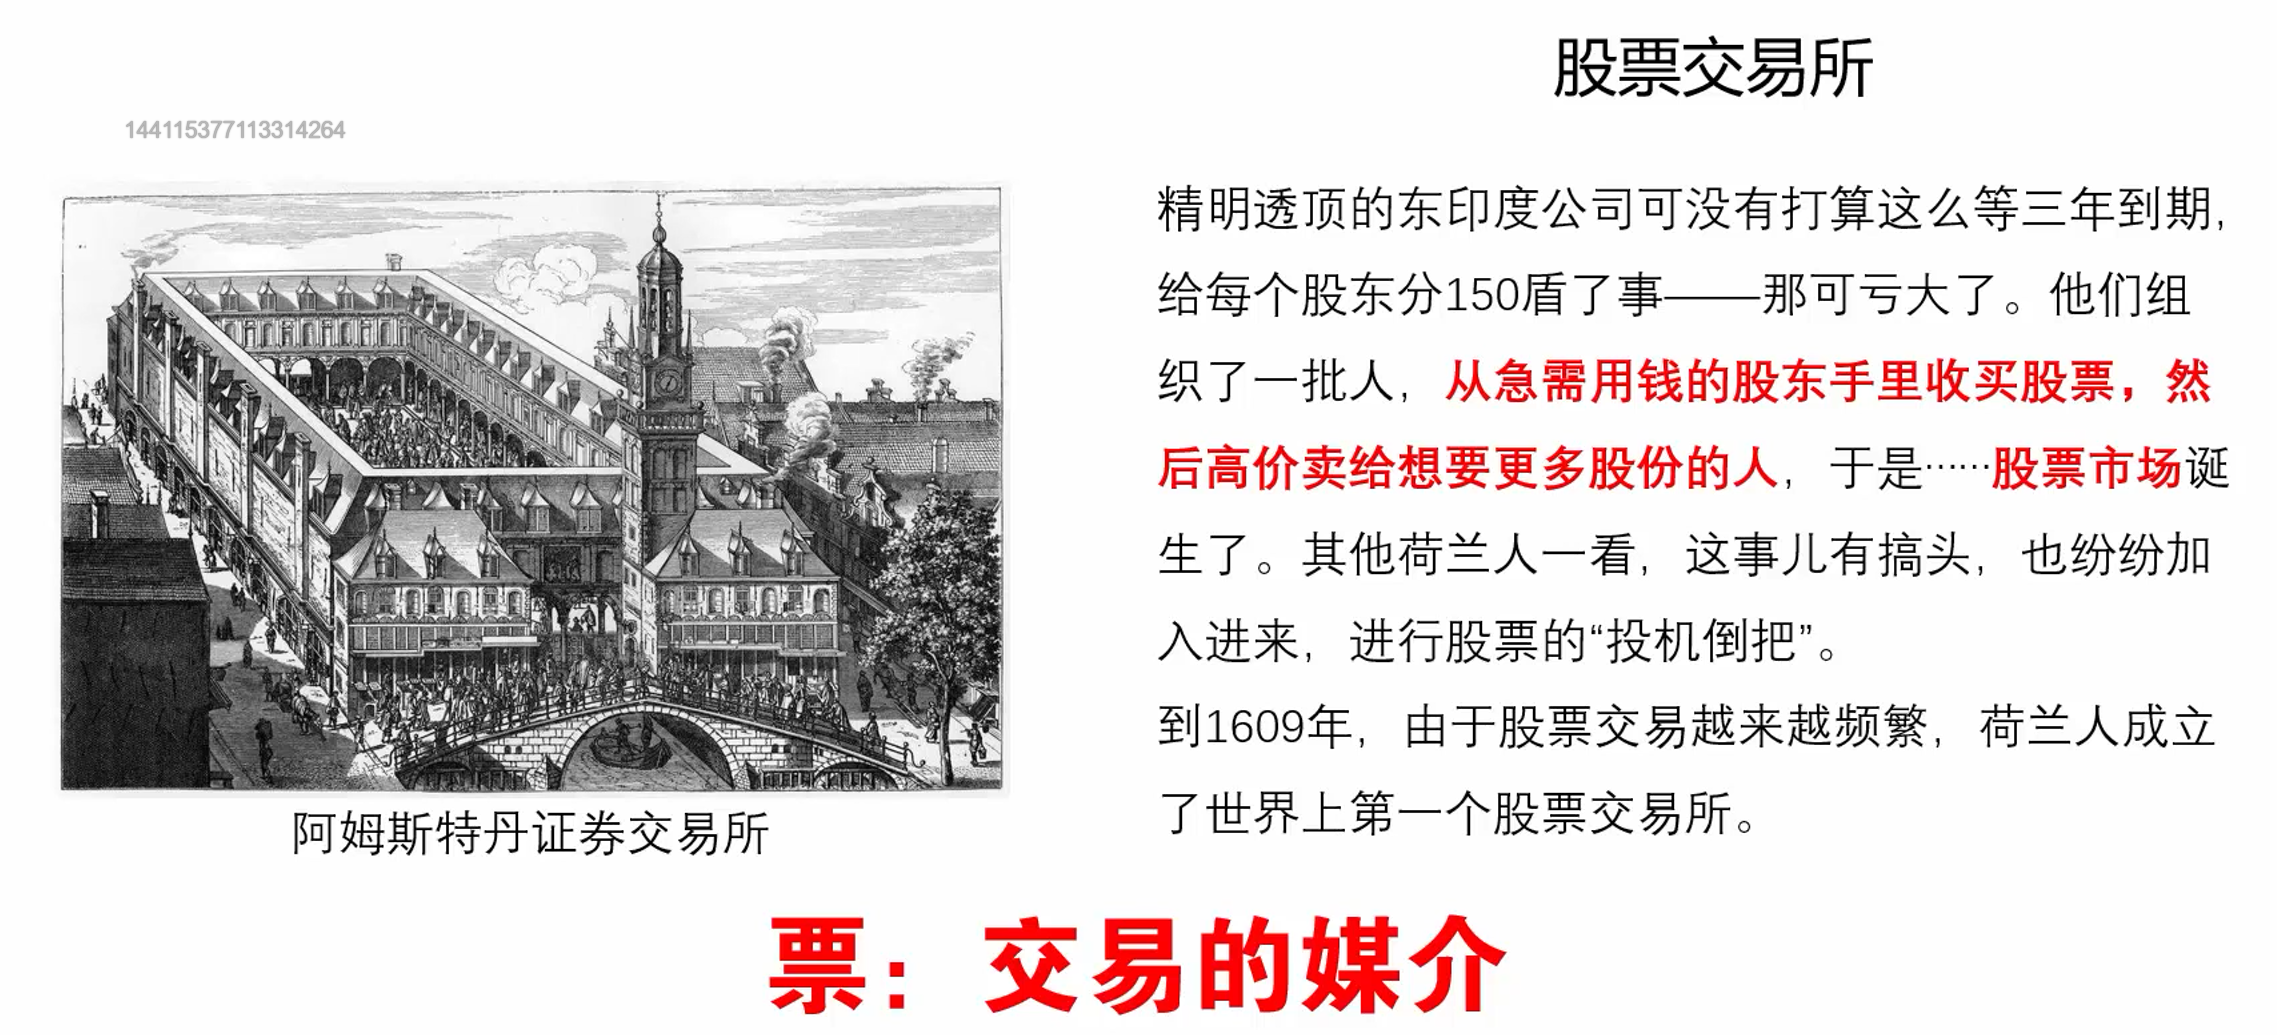 股票交易所
144115377113314264
精明透顶的东印度公司可没有打算这么等三年到期，
给每个股东分150盾了事——那可亏大了。他们组
织了一批人，从急需用钱的股东手里收买股票，然
后高价卖给想要更多股份的人，于是……股票市场诞
生了。其他荷兰人一看，这事儿有搞头，也纷纷加
入进来，进行股票的“投机倒把”。
到1609年，由于股票交易越来越频繁，荷兰人成立
了世界上第一个股票交易所。
阿姆斯特丹证券交易所
票：交易的媒介